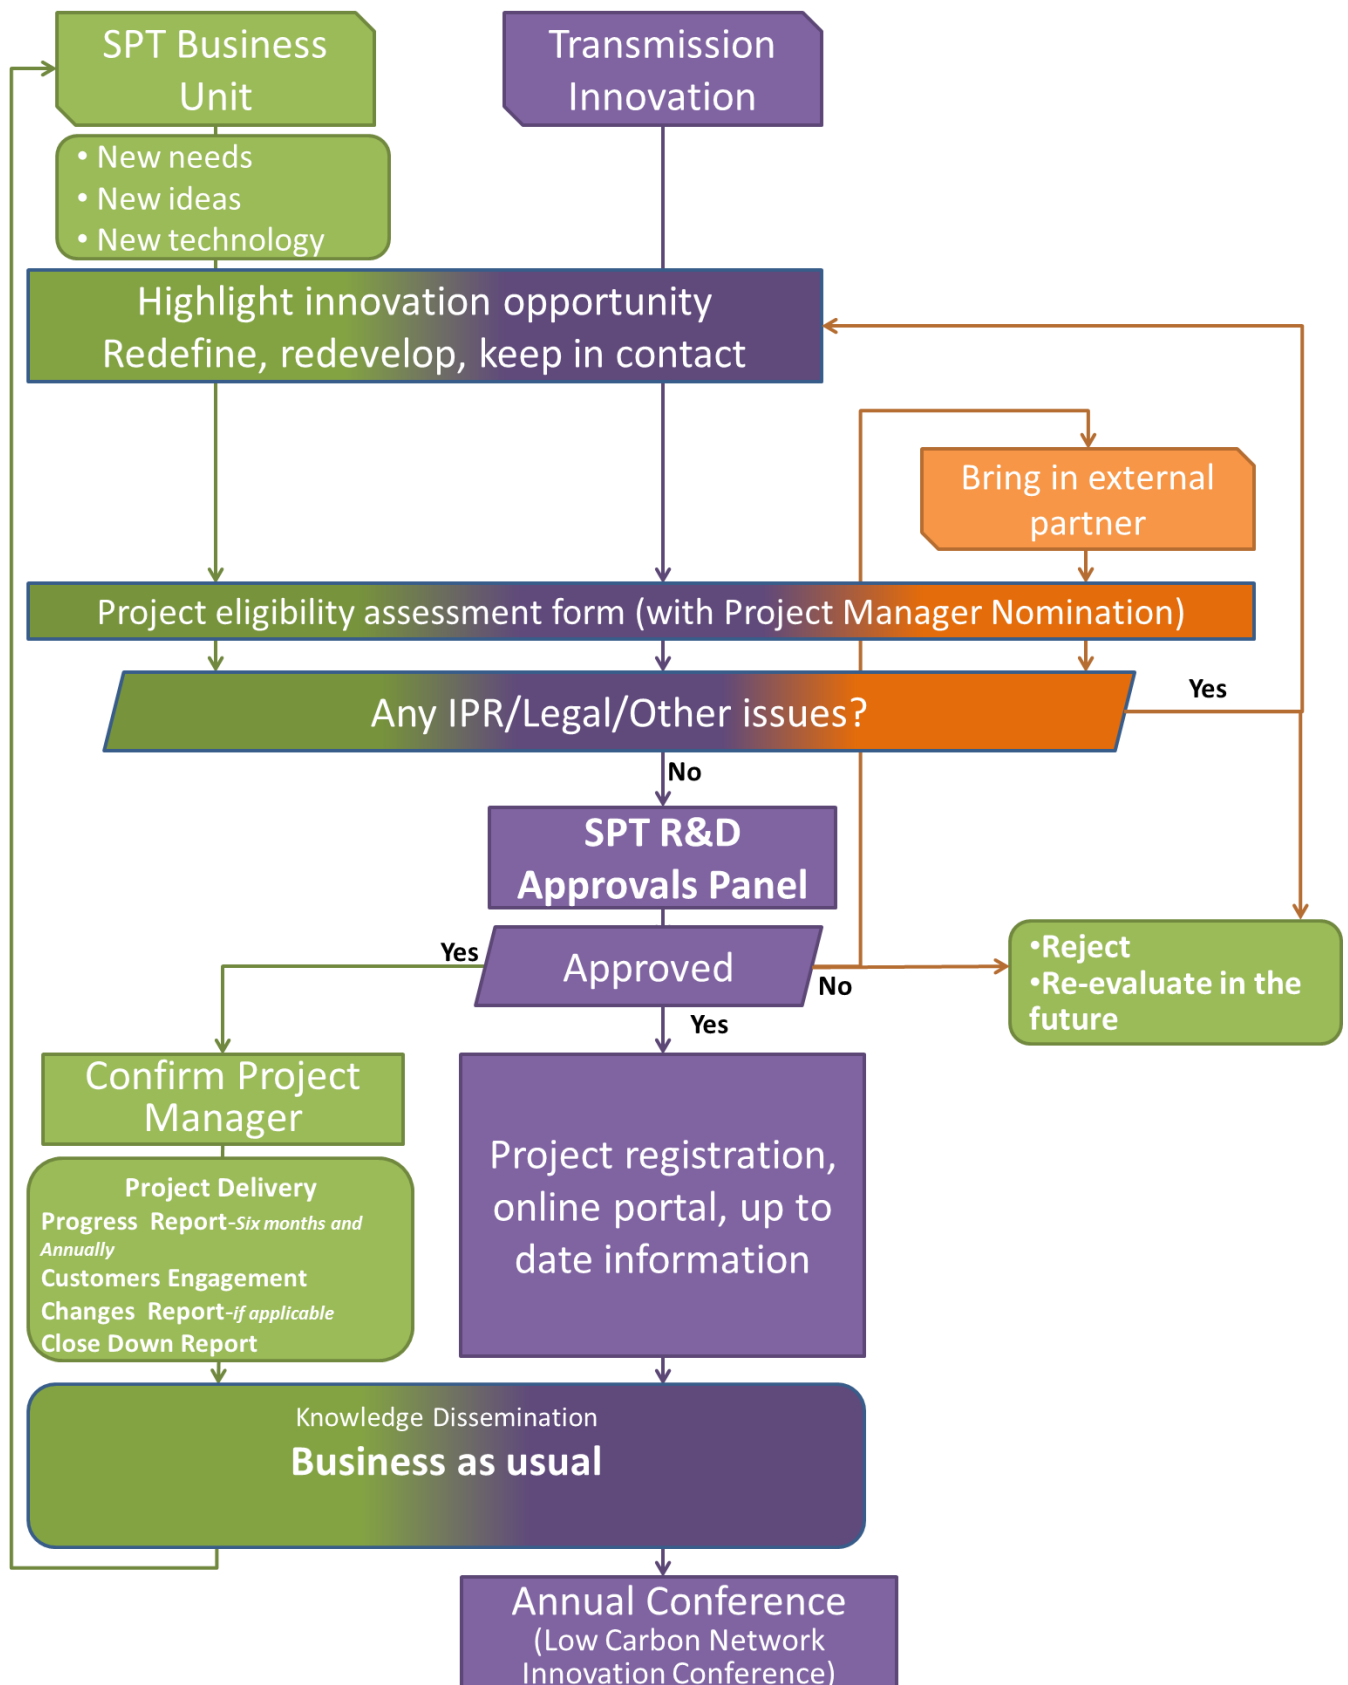 SPT Business
Unit
Transmission
Innovation
• New needs
• New ideas
• New technology
Highlight innovation opportunity
Redefine, redevelop, keep in contact
Bring in external
partner
Project eligibility assessment form (with Project Manager Nomination)
Any IPR/Legal/Other issues?
Yes
No
SPT R&D
Approvals Panel
Yes
Approved
No
Yes
•Reject
•Re-evaluate in the
future
Confirm Project
Manager
Project Delivery
Progress Report-Six months and
Annually
Customers Engagement
Changes Report-if applicable
Close Down Report
Project registration,
online portal, up to
date information
Knowledge Dissemination
Business as usual
Annual Conference
(Low Carbon Network
Innovation Conference)